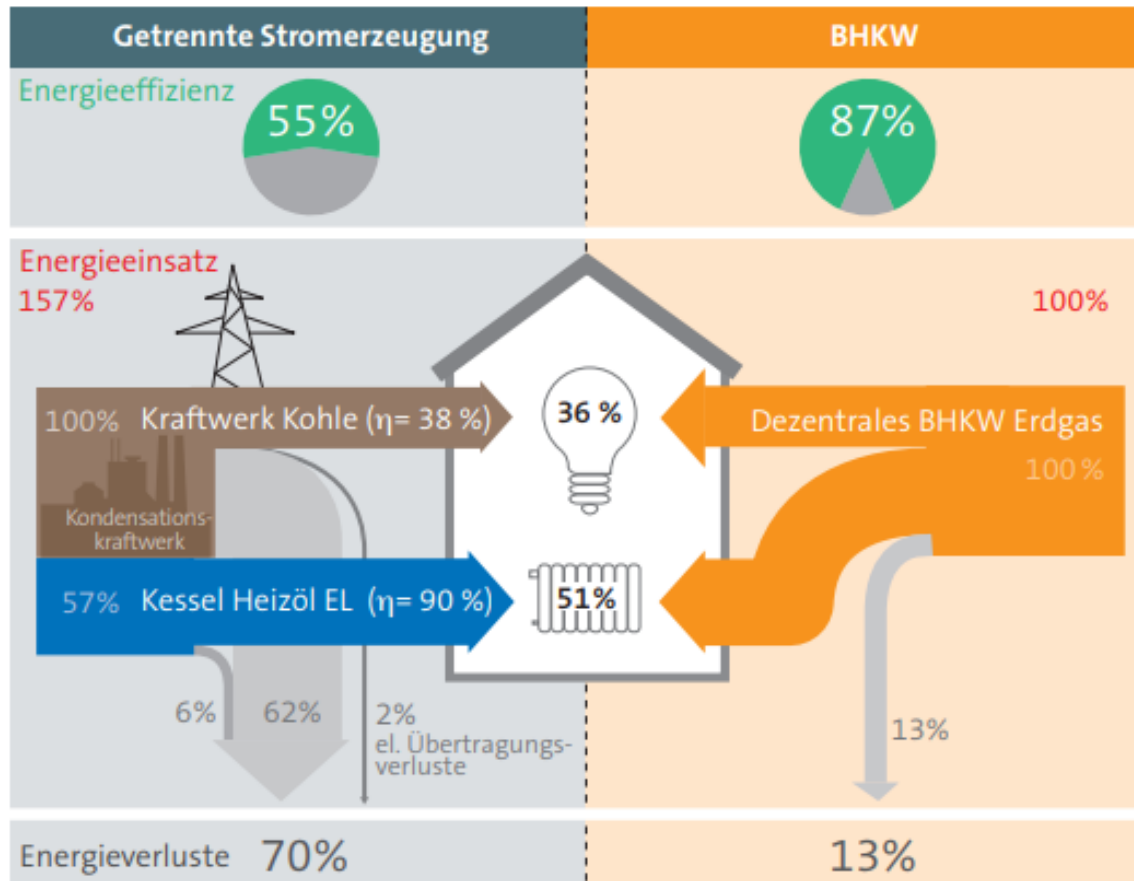 Getrennte Stromerzeugung
BHKW
Energieeffizienz
55%
87%
Energieeinsatz
157%
100%
100% Kraftwerk Kohle (η= 38 %)
36 %
Dezentrales BHKW Erdgas
100 %
Kondensations-
kraftwerk
57% Kessel Heizöl EL (η= 90 %)
51%
6%
62%
2%
el. Übertragungs-
verluste
13%
Energieverluste 70%
13%